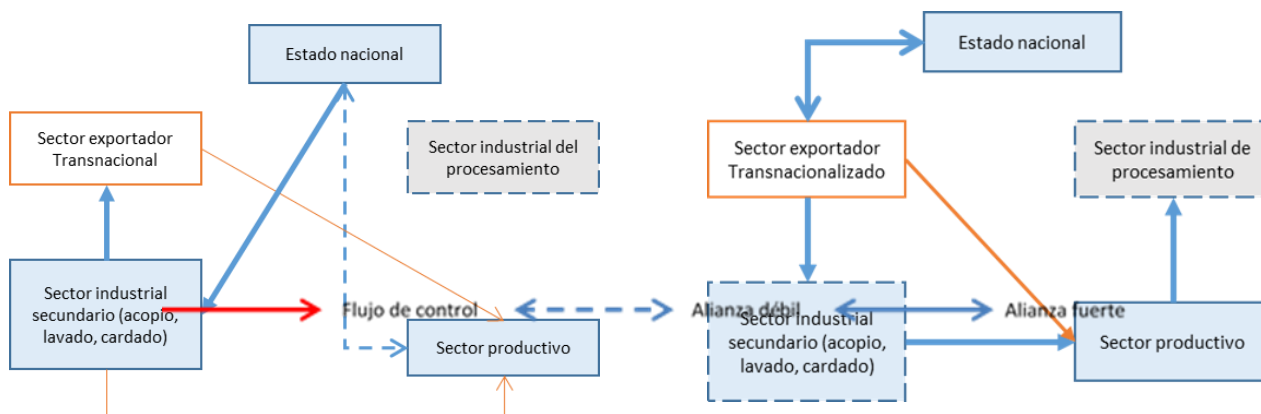 Estado nacional
Sector exportador
Transnacional
Sector industrial del
procesamiento
Sector industrial
secundario (acopio,
lavado, cardado)
Sector productivo
Flujo de control
Alianza débil
Alianza fuerte
Estado nacional
Sector exportador
Transnacionalizado
Sector industrial de
procesamiento
Sector industrial
secundario (acopio,
lavado, cardado)
Sector productivo